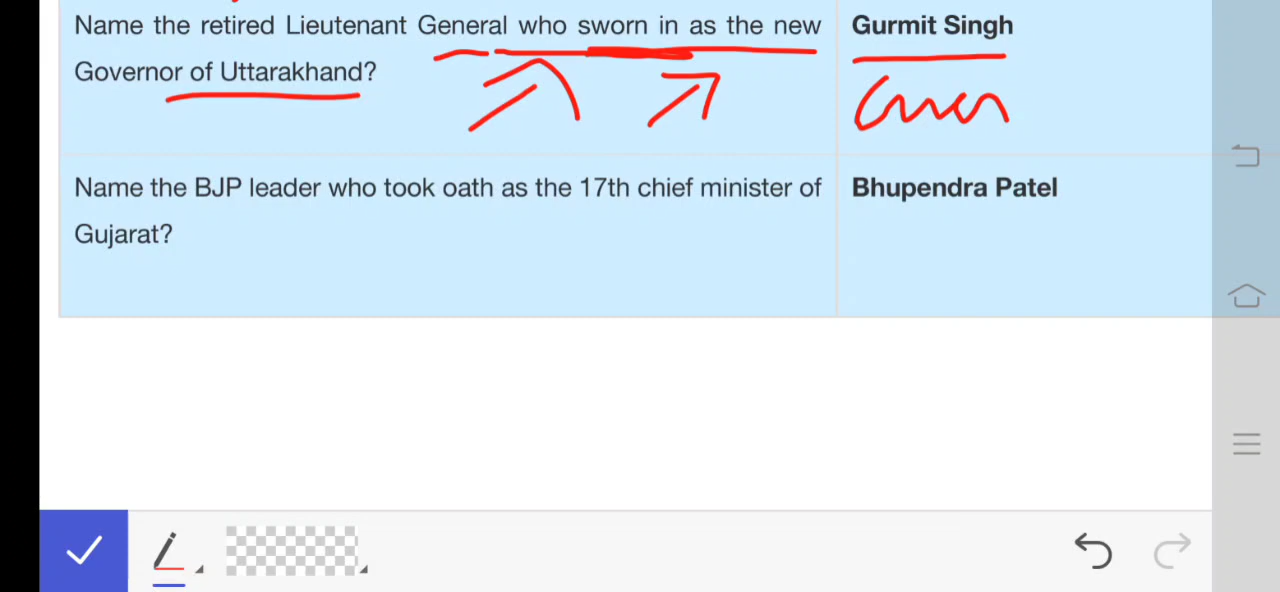 Name the retired Lieutenant General who sworn in as the new
Governor of Uttarakhand?
Gurmit Singh
Name the BJP leader who took oath as the 17th chief minister of
Gujarat?
Bhupendra Patel